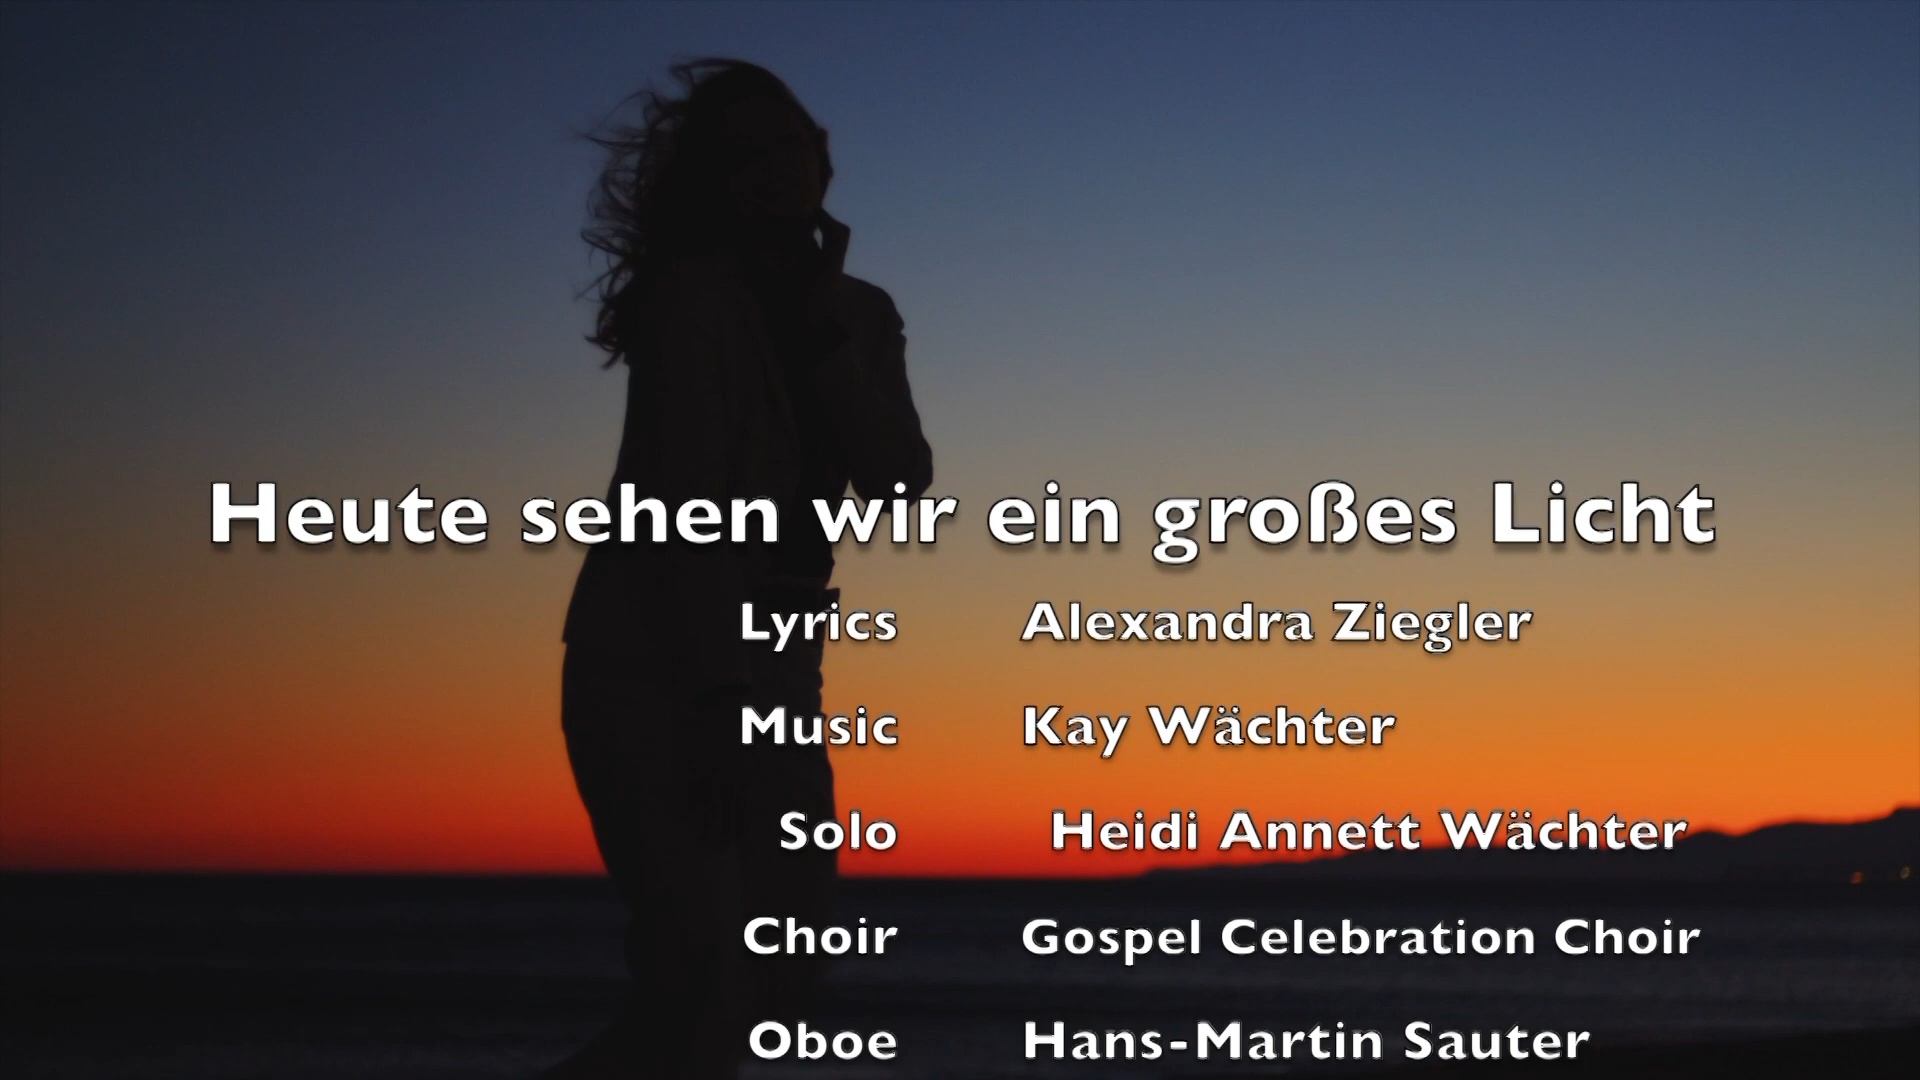 Heute sehen wir ein großes Licht
Lyrics Alexandra Ziegler
Music Kay Wächter
Solo Heidi Annett Wächter
Choir Gospel Celebration Choir
Oboe Hans-Martin Sauter